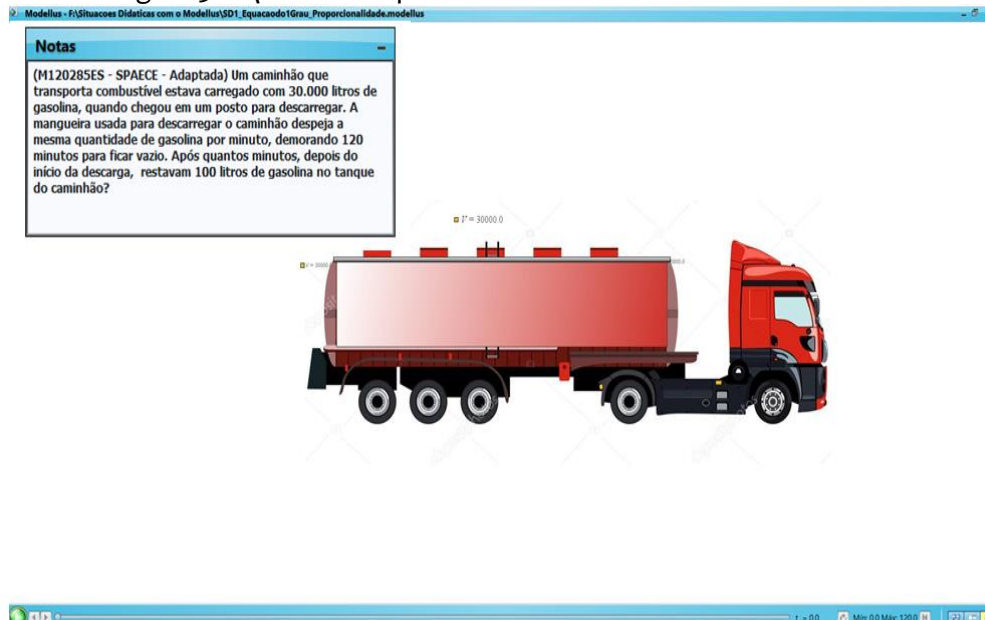 Modellus - F:\Situacoes Didaticas com o Modellus\SD1_Equacaodo1Grau_Proporcionalidade.modellus
Notas
(M120285ES - SPAECE - Adaptada) Um caminhão que
transporta combustível estava carregado com 30.000 litros de
gasolina, quando chegou em um posto para descarregar. A
mangueira usada para descarregar o caminhão despeja a
mesma quantidade de gasolina por minuto, demorando 120
minutos para ficar vazio. Após quantos minutos, depois do
início da descarga, restavam 100 litros de gasolina no tanque
do caminhão?
V = 30000.0
t = 0.0 Min: 0.0 Máx: 120.0